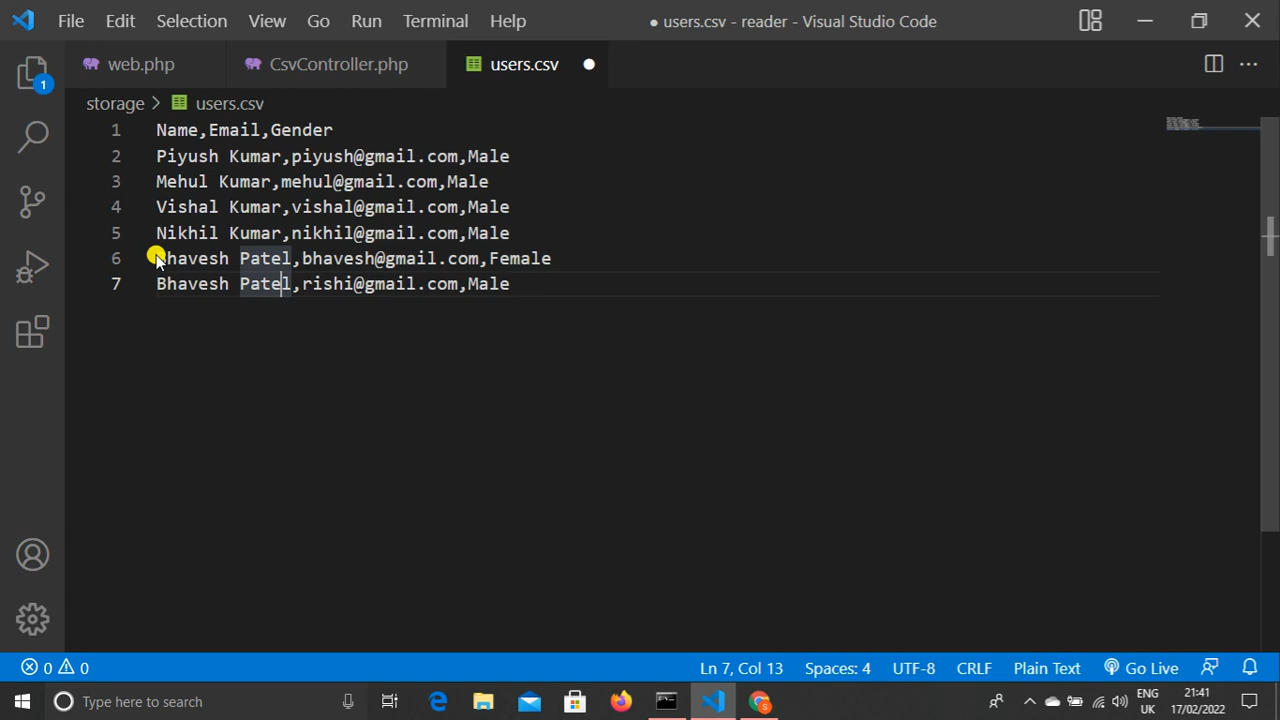 File Edit Selection View Go Run Terminal Help ● users.csv - reader - Visual Studio Code
web.php CsvController.php users.csv
storage > users.csv
1 Name,Email,Gender
2 Piyush Kumar,piyush@gmail.com,Male
3 Mehul Kumar,mehul@gmail.com,Male
4 Vishal Kumar,vishal@gmail.com,Male
5 Nikhil Kumar,nikhil@gmail.com,Male
6 Bhavesh Patel,bhavesh@gmail.com,Female
7 Bhavesh Patel,rishi@gmail.com,Male
1
0 0 Ln 7, Col 13 Spaces: 4 UTF-8 CRLF Plain Text Go Live
Type here to search ENG UK 21:41 17/02/2022